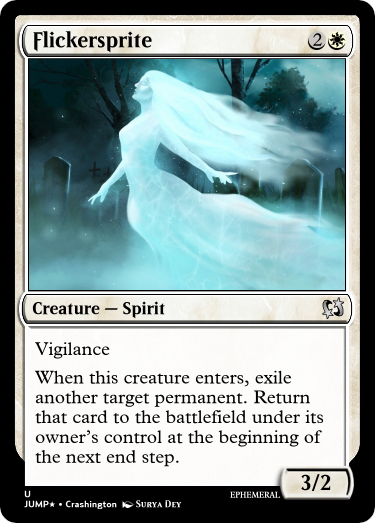 Flickersprite 2
Creature — Spirit
Vigilance
When this creature enters, exile
another target permanent. Return
that card to the battlefield under its
owner's control at the beginning of
the next end step.
3/2
U EPHEMERAL
JUMP★ • Crashington SURYA DEY